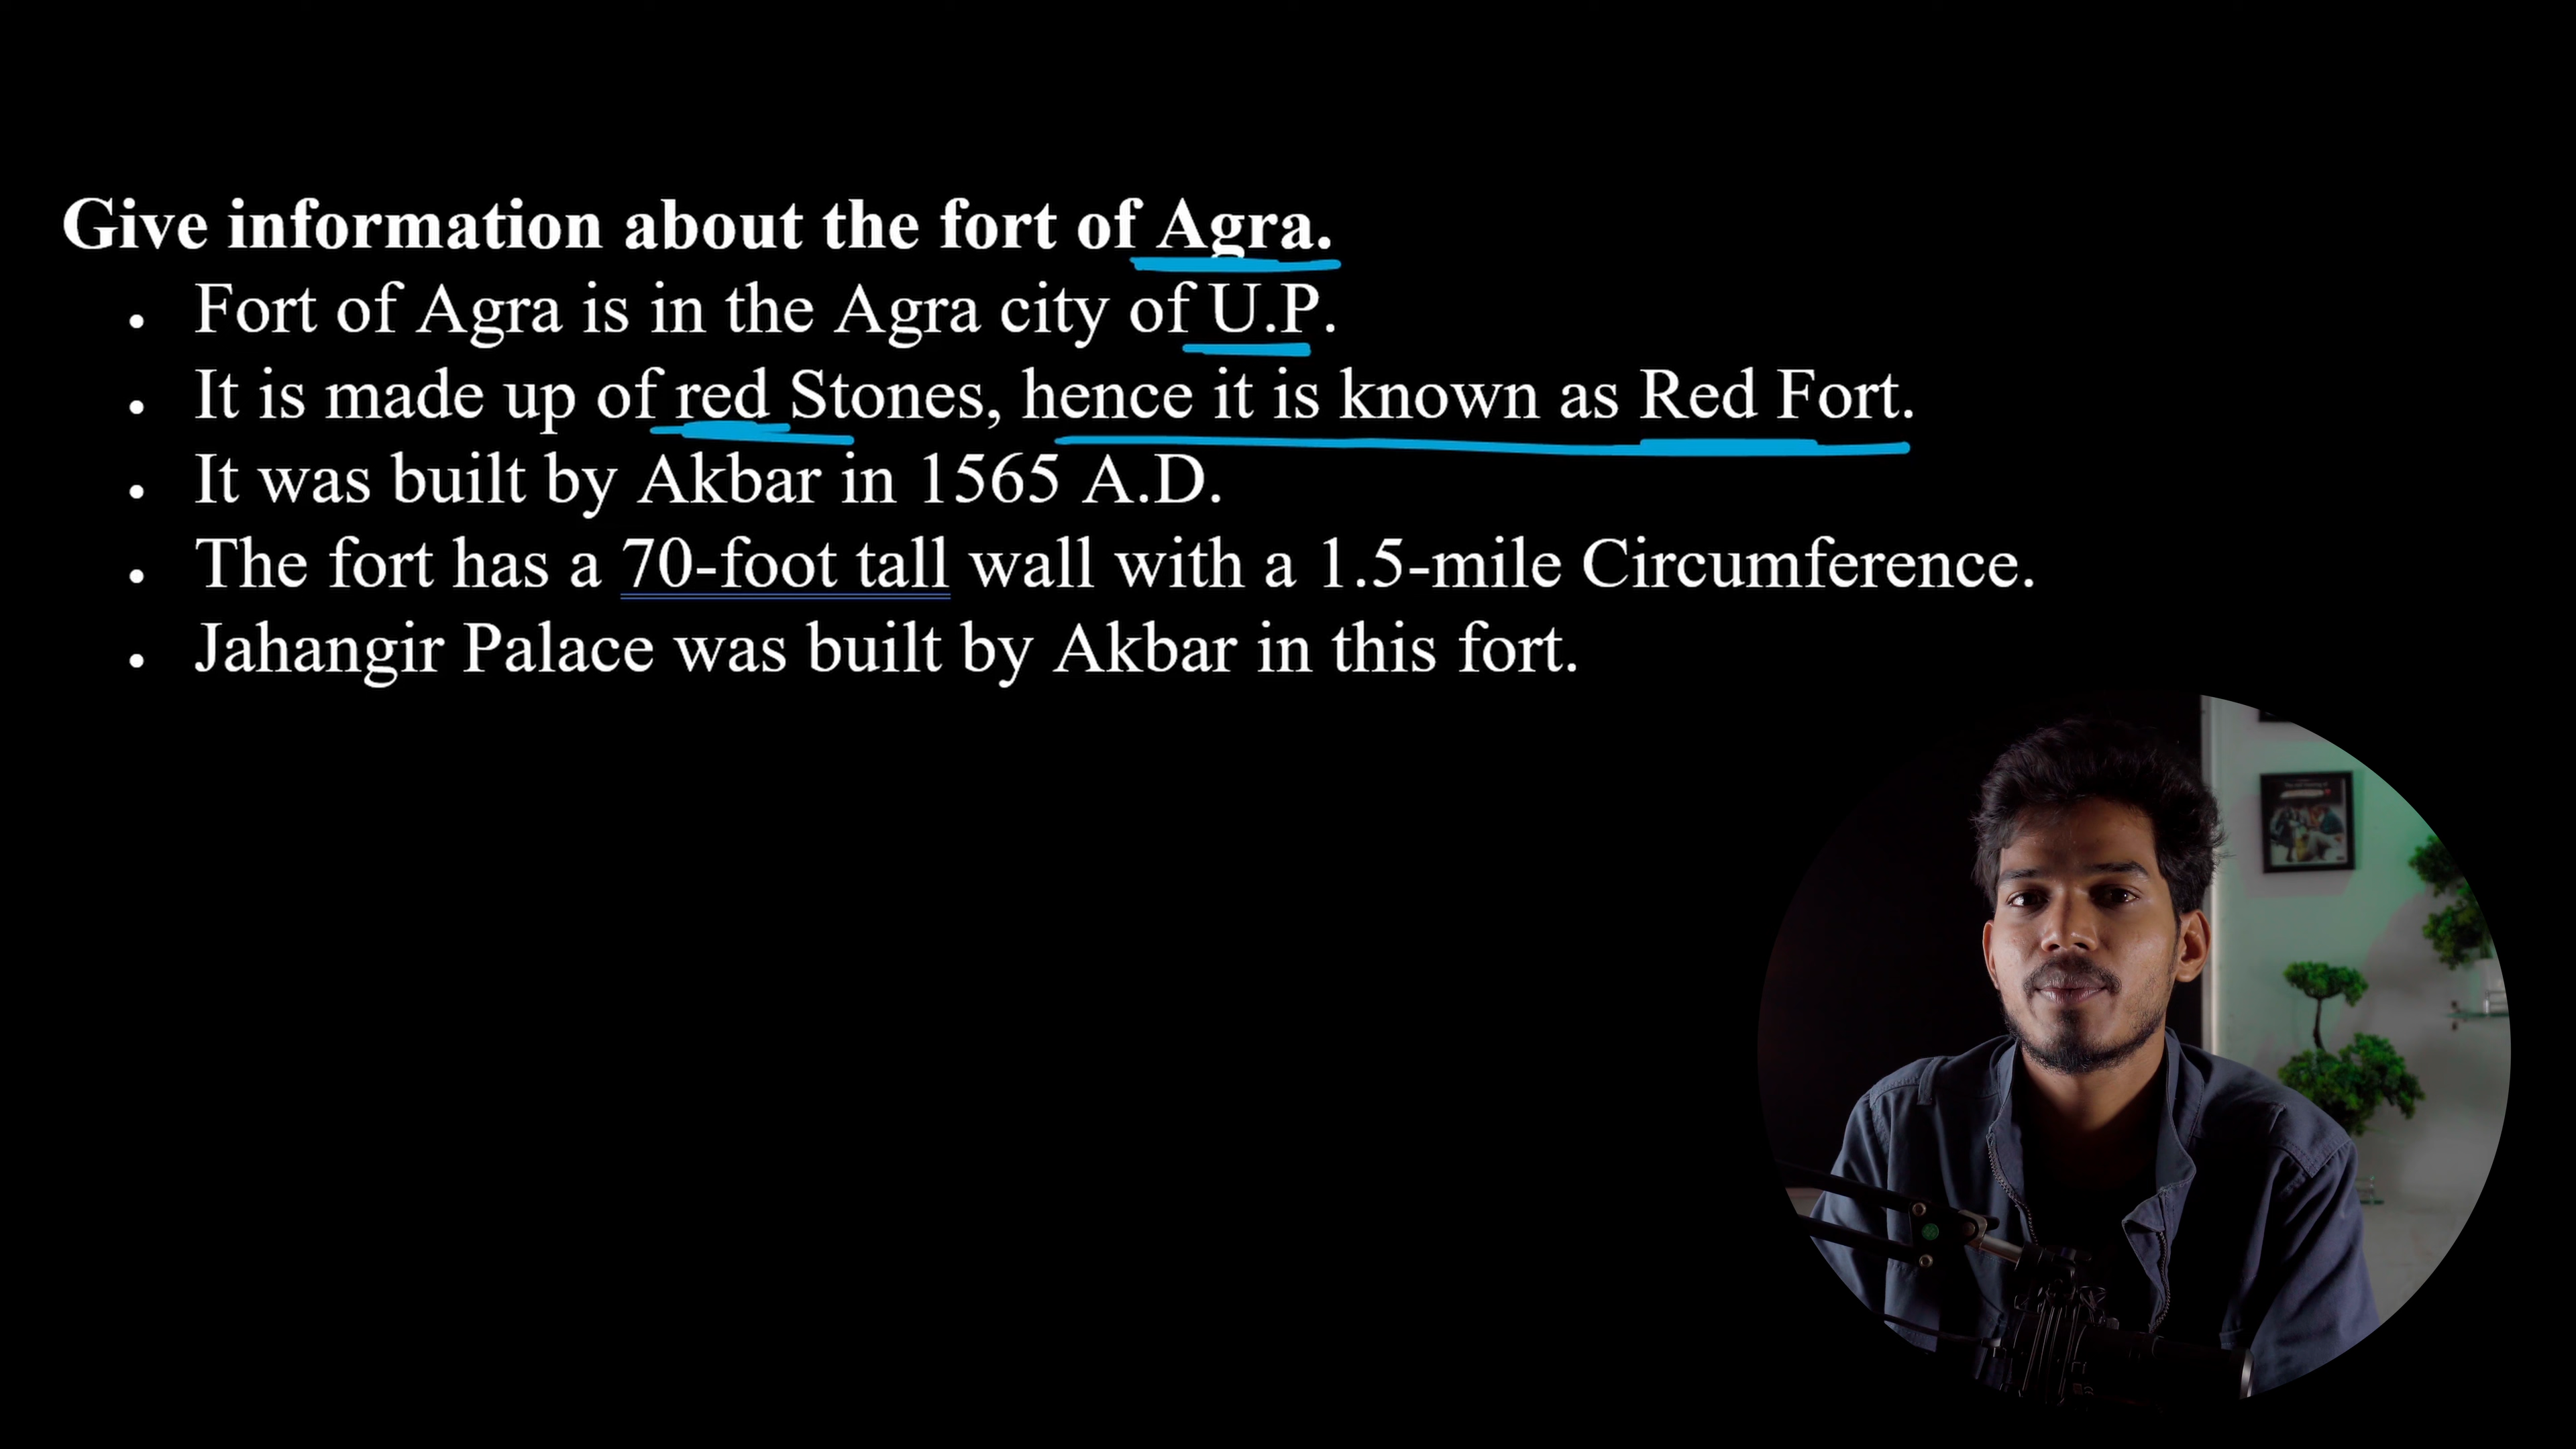 Give information about the fort of Agra.
• Fort of Agra is in the Agra city of U.P.
• It is made up of red Stones, hence it is known as Red Fort.
• It was built by Akbar in 1565 A.D.
• The fort has a 70-foot tall wall with a 1.5-mile Circumference.
• Jahangir Palace was built by Akbar in this fort.